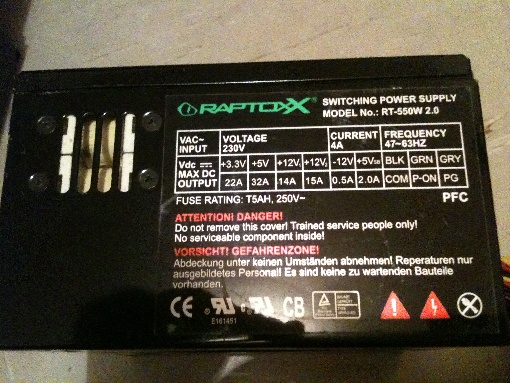 RAPTOXX®
SWITCHING POWER SUPPLY
MODEL No.: RT-550W 2.0
VAC~ INPUT VOLTAGE 230V CURRENT 4A FREQUENCY 47~63HZ
Vdc +3.3V +5V +12V1 +12V2 -12V +5VSB BLK GRN GRY
MAX DC OUTPUT 22A 32A 14A 15A 0.5A 2.0A COM P-ON PG
FUSE RATING: T5AH, 250V~ PFC
ATTENTION! DANGER!
Do not remove this cover! Trained service people only!
No serviceable component inside!
VORSICHT! GEFAHRENZONE!
Abdeckung unter keinen Umständen abnehmen! Reperaturen nur
ausgebildetes Personal! Es sind keine zu wartenden Bauteile
vorhanden.
CE CB
E161451